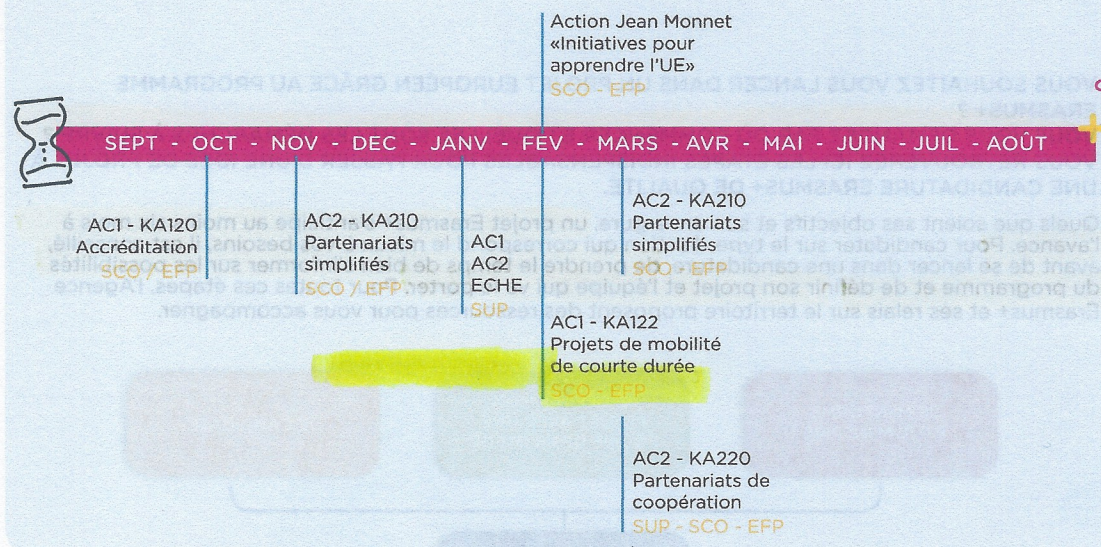 Action Jean Monnet
«Initiatives pour
apprendre l'UE»
SCO - EFP
SEPT - OCT - NOV - DEC - JANV - FEV - MARS - AVR - MAI - JUIN - JUIL - AOÛT
AC1 - KA120
Accréditation
SCO / EFP
AC2 - KA210
Partenariats
simplifiés
SCO / EFP
AC1
AC2
ECHE
SUP
AC2 - KA210
Partenariats
simplifiés
SCO - EFP
AC1 - KA122
Projets de mobilité
de courte durée
SCO - EFP
AC2 - KA220
Partenariats de
coopération
SUP - SCO - EFP